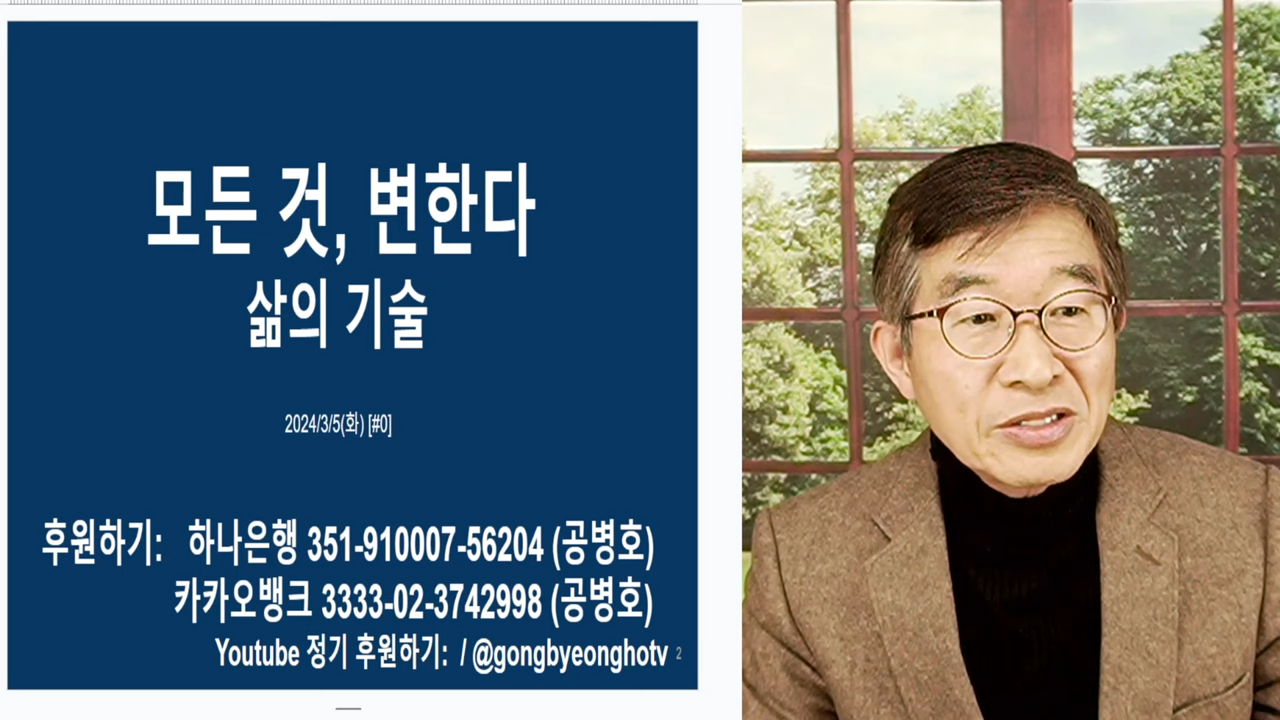 모든 것, 변한다
삶의 기술
2024/3/5(화) [#0]
후원하기: 하나은행 351-910007-56204 (공병호)
카카오뱅크 3333-02-3742998 (공병호)
Youtube 정기 후원하기: / @gongbyeonghotv
2